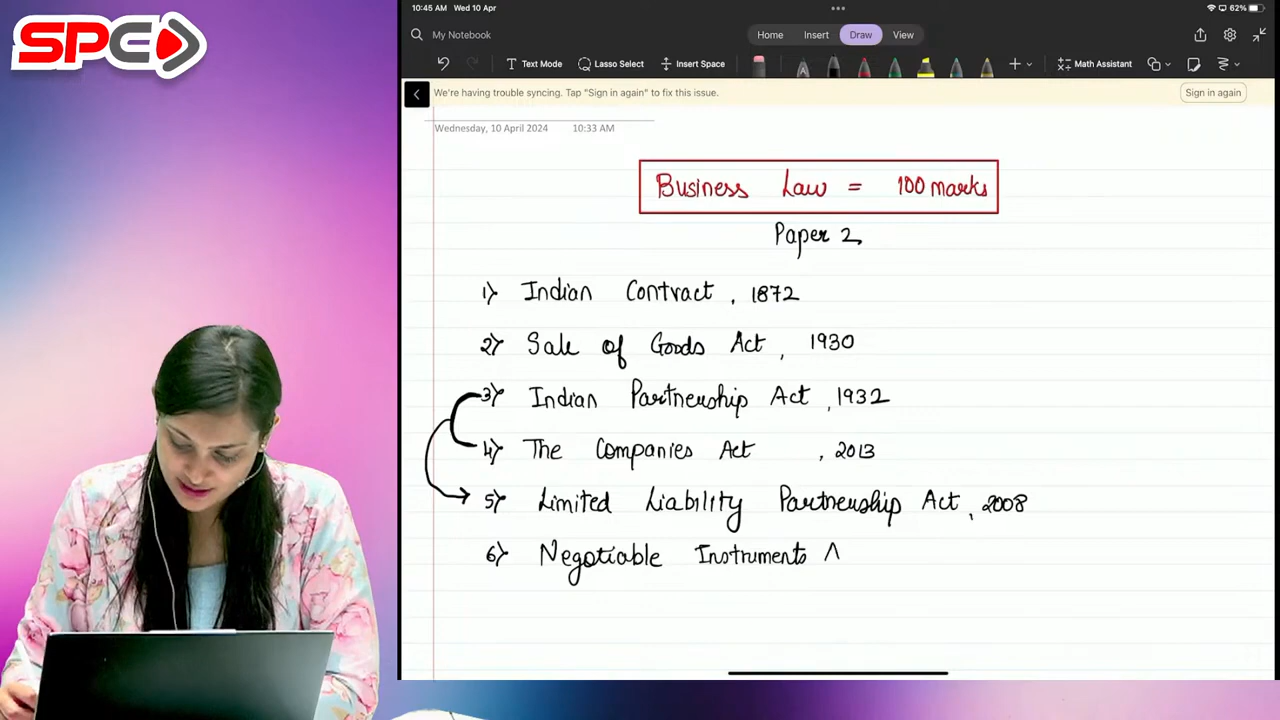 SPC
10:45 AM Wed 10 Apr
62%
My Notebook
Home Insert Draw View
Text Mode Lasso Select Insert Space Math Assistant
We're having trouble syncing. Tap "Sign in again" to fix this issue. Sign in again
Wednesday, 10 April 2024 10:33 AM
Business Law = 100 marks
Paper 2
1) Indian Contract, 1872
2) Sale of Goods Act, 1930
3) Indian Partnership Act, 1932
4) The Companies Act, 2013
5) Limited Liability Partnership Act, 2008
6) Negotiable Instruments